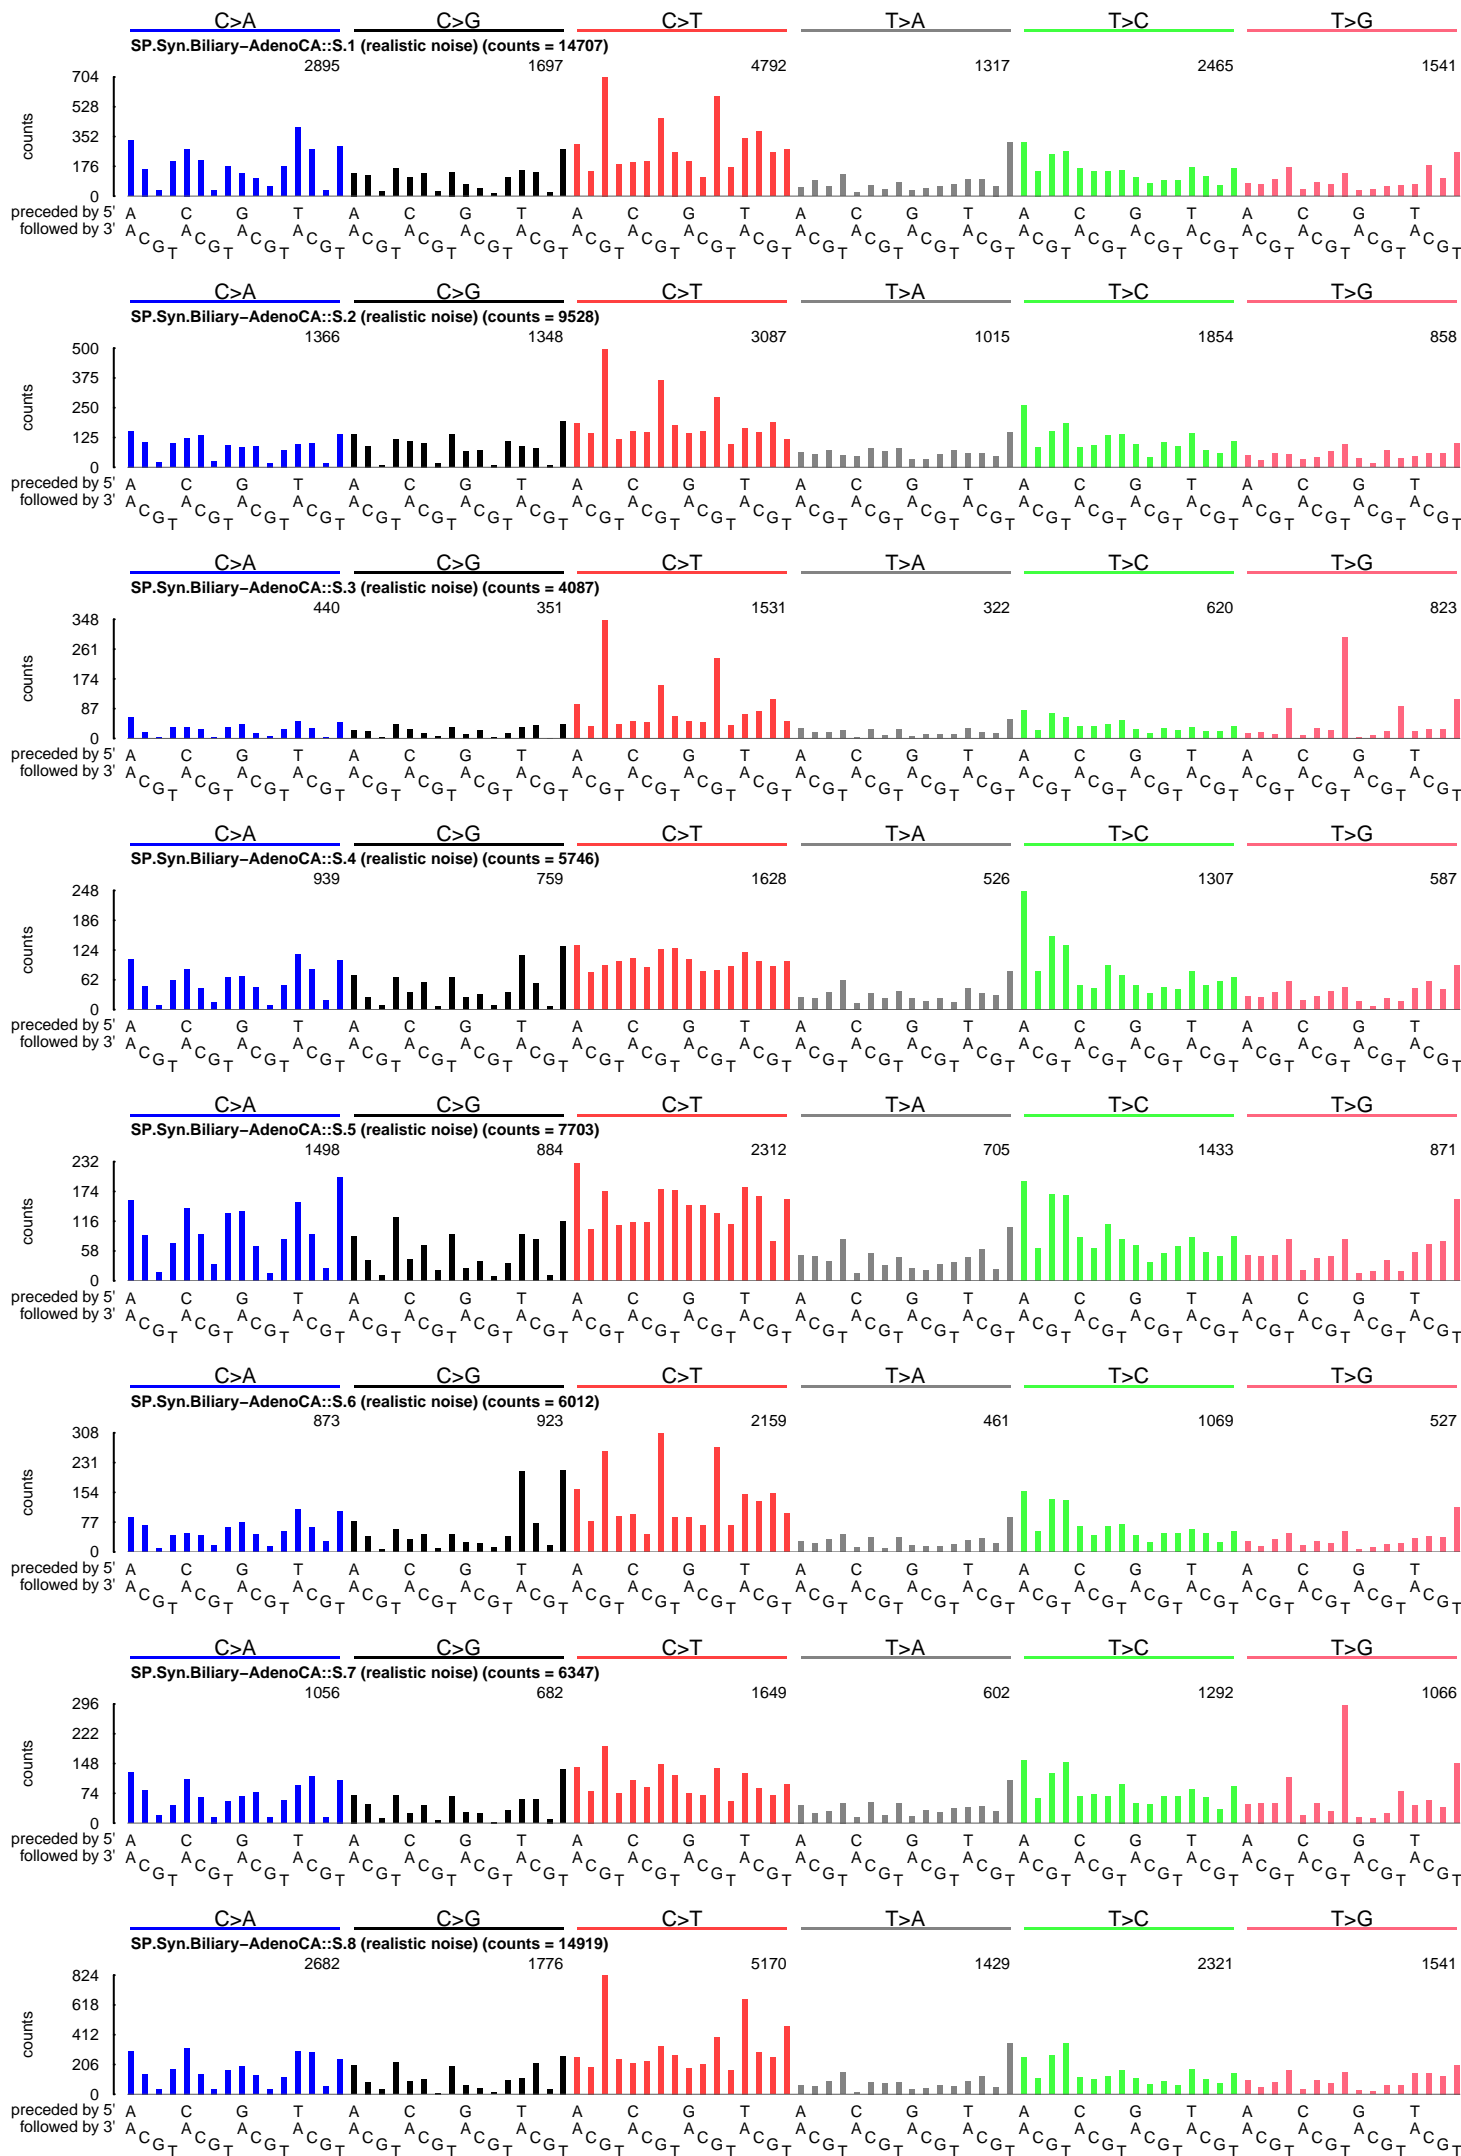 C>A C>G C>T T>A T>C T>G
SP.Syn.Biliary−AdenoCA::S.1 (realistic noise) (counts = 14707)
2895 1697 4792 1317 2465 1541
704
528
352
176
0
counts
preceded by 5' A C G T A C G T A C G T A C G T A C G T A C G T
followed by 3' A C G T A C G T A C G T A C G T A C G T A C G T A C G T A C G T A C G T A C G T A C G T A C G T A C G T A C G T A C G T A C G T A C G T A C G T A C G T A C G T A C G T A C G T A C G T A C G T
C>A C>G C>T T>A T>C T>G
SP.Syn.Biliary−AdenoCA::S.2 (realistic noise) (counts = 9528)
1366 1348 3087 1015 1854 858
500
375
250
125
0
counts
preceded by 5' A C G T A C G T A C G T A C G T A C G T A C G T
followed by 3' A C G T A C G T A C G T A C G T A C G T A C G T A C G T A C G T A C G T A C G T A C G T A C G T A C G T A C G T A C G T A C G T A C G T A C G T A C G T A C G T A C G T A C G T A C G T A C G T
C>A C>G C>T T>A T>C T>G
SP.Syn.Biliary−AdenoCA::S.3 (realistic noise) (counts = 4087)
440 351 1531 322 620 823
348
261
174
87
0
counts
preceded by 5' A C G T A C G T A C G T A C G T A C G T A C G T
followed by 3' A C G T A C G T A C G T A C G T A C G T A C G T A C G T A C G T A C G T A C G T A C G T A C G T A C G T A C G T A C G T A C G T A C G T A C G T A C G T A C G T A C G T A C G T A C G T A C G T
C>A C>G C>T T>A T>C T>G
SP.Syn.Biliary−AdenoCA::S.4 (realistic noise) (counts = 5746)
939 759 1628 526 1307 587
248
186
124
62
0
counts
preceded by 5' A C G T A C G T A C G T A C G T A C G T A C G T
followed by 3' A C G T A C G T A C G T A C G T A C G T A C G T A C G T A C G T A C G T A C G T A C G T A C G T A C G T A C G T A C G T A C G T A C G T A C G T A C G T A C G T A C G T A C G T A C G T A C G T
C>A C>G C>T T>A T>C T>G
SP.Syn.Biliary−AdenoCA::S.5 (realistic noise) (counts = 7703)
1498 884 2312 705 1433 871
232
174
116
58
0
counts
preceded by 5' A C G T A C G T A C G T A C G T A C G T A C G T
followed by 3' A C G T A C G T A C G T A C G T A C G T A C G T A C G T A C G T A C G T A C G T A C G T A C G T A C G T A C G T A C G T A C G T A C G T A C G T A C G T A C G T A C G T A C G T A C G T A C G T
C>A C>G C>T T>A T>C T>G
SP.Syn.Biliary−AdenoCA::S.6 (realistic noise) (counts = 6012)
873 923 2159 461 1069 527
308
231
154
77
0
counts
preceded by 5' A C G T A C G T A C G T A C G T A C G T A C G T
followed by 3' A C G T A C G T A C G T A C G T A C G T A C G T A C G T A C G T A C G T A C G T A C G T A C G T A C G T A C G T A C G T A C G T A C G T A C G T A C G T A C G T A C G T A C G T A C G T A C G T
C>A C>G C>T T>A T>C T>G
SP.Syn.Biliary−AdenoCA::S.7 (realistic noise) (counts = 6347)
1056 682 1649 602 1292 1066
296
222
148
74
0
counts
preceded by 5' A C G T A C G T A C G T A C G T A C G T A C G T
followed by 3' A C G T A C G T A C G T A C G T A C G T A C G T A C G T A C G T A C G T A C G T A C G T A C G T A C G T A C G T A C G T A C G T A C G T A C G T A C G T A C G T A C G T A C G T A C G T A C G T
C>A C>G C>T T>A T>C T>G
SP.Syn.Biliary−AdenoCA::S.8 (realistic noise) (counts = 14919)
2682 1776 5170 1429 2321 1541
824
618
412
206
0
counts
preceded by 5' A C G T A C G T A C G T A C G T A C G T A C G T
followed by 3' A C G T A C G T A C G T A C G T A C G T A C G T A C G T A C G T A C G T A C G T A C G T A C G T A C G T A C G T A C G T A C G T A C G T A C G T A C G T A C G T A C G T A C G T A C G T A C G T